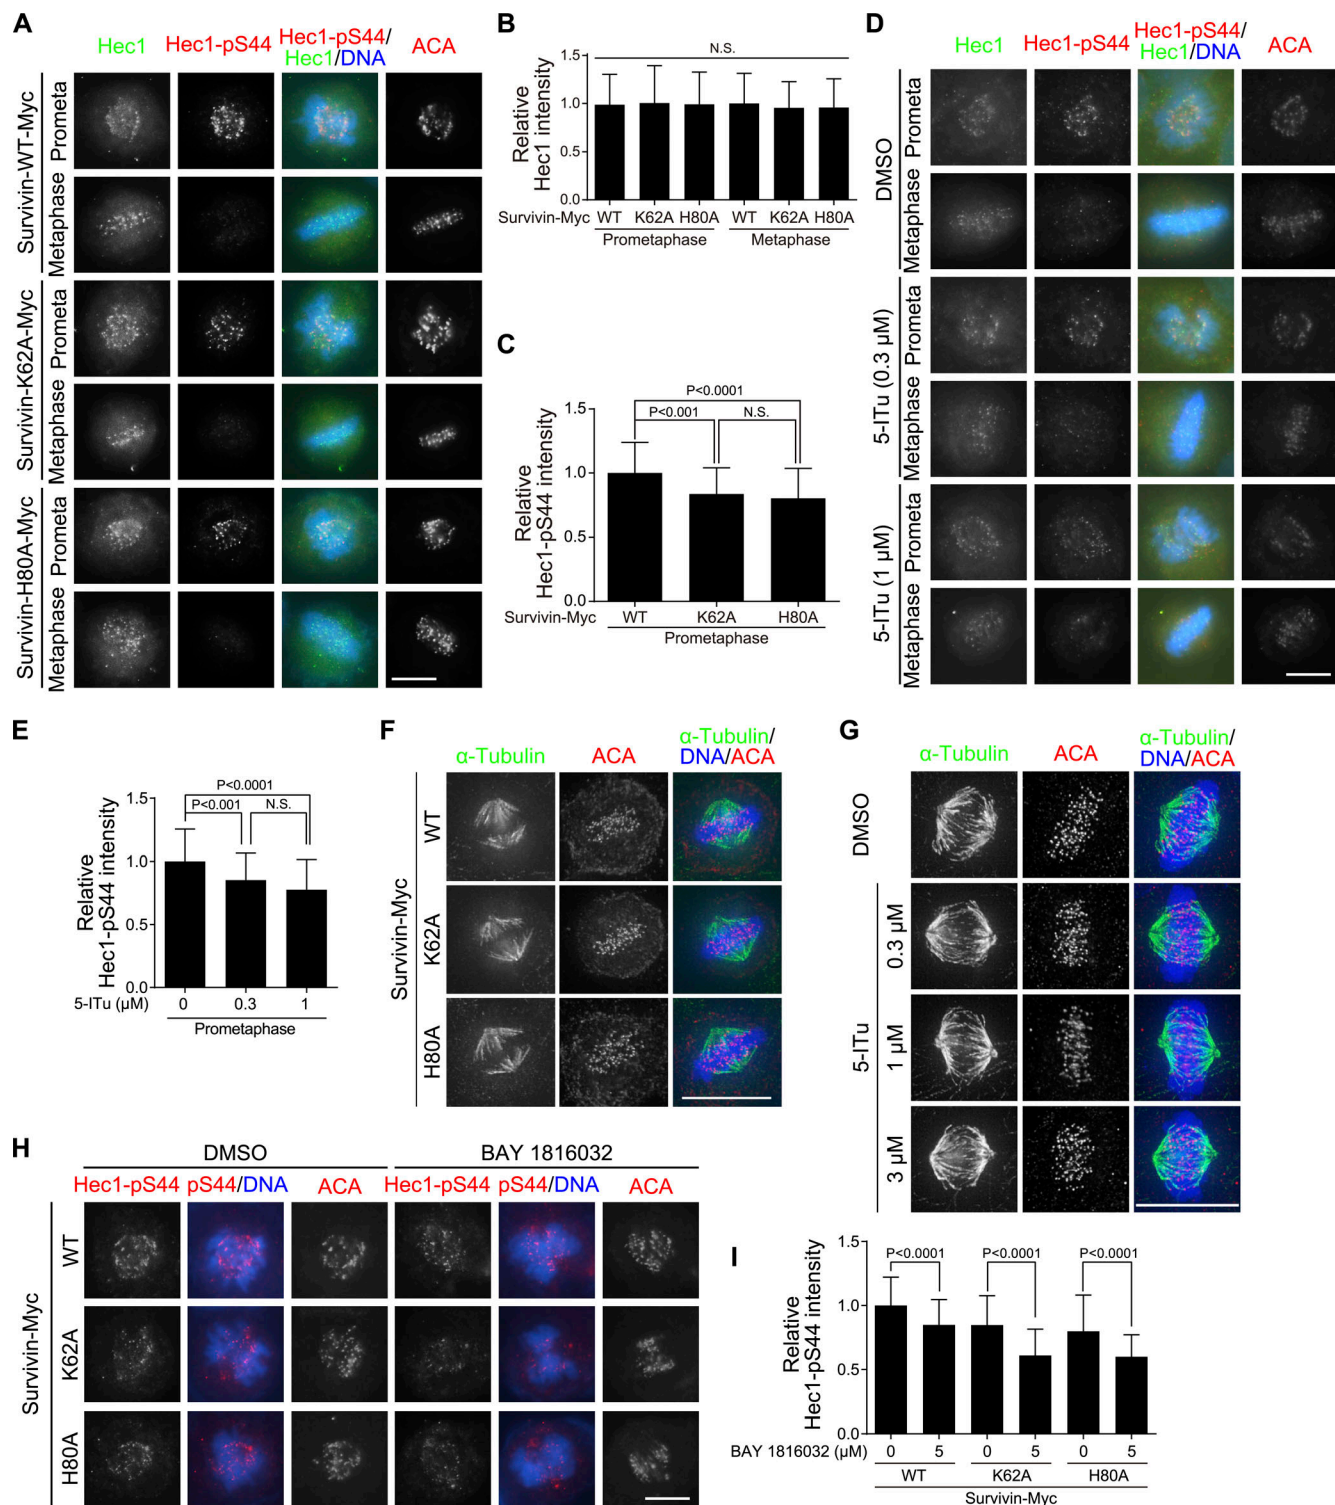 A
Hec1
Hec1-pS44
Hec1-pS44/
Hec1/DNA
ACA
Survivin-WT-Myc
Prometa
Metaphase
Survivin-K62A-Myc
Prometa
Metaphase
Survivin-H80A-Myc
Prometa
Metaphase
B
N.S.
Relative
Hec1 intensity
1.5
1.0
0.5
0.0
Survivin-Myc WT K62A H80A WT K62A H80A
Prometaphase Metaphase
C
P<0.0001
P<0.001 N.S.
Relative
Hec1-pS44 intensity
1.5
1.0
0.5
0.0
Survivin-Myc WT K62A H80A
Prometaphase
D
Hec1
Hec1-pS44
Hec1-pS44/
Hec1/DNA
ACA
DMSO
Prometa
Metaphase
5-ITu (0.3 μM)
Prometa
Metaphase
5-ITu (1 μM)
Prometa
Metaphase
E
P<0.0001
P<0.001 N.S.
Relative
Hec1-pS44 intensity
1.5
1.0
0.5
0.0
5-ITu (μM) 0 0.3 1
Prometaphase
F
α-Tubulin
ACA
α-Tubulin/
DNA/ACA
Survivin-Myc
WT
K62A
H80A
G
α-Tubulin
ACA
α-Tubulin/
DNA/ACA
DMSO
5-ITu
0.3 μM
1 μM
3 μM
H
DMSO BAY 1816032
Hec1-pS44 pS44/DNA ACA Hec1-pS44 pS44/DNA ACA
Survivin-Myc
WT
K62A
H80A
I
P<0.0001 P<0.0001 P<0.0001
Relative
Hec1-pS44 intensity
1.5
1.0
0.5
0.0
BAY 1816032 (μM) 0 5 0 5 0 5
WT K62A H80A
Survivin-Myc